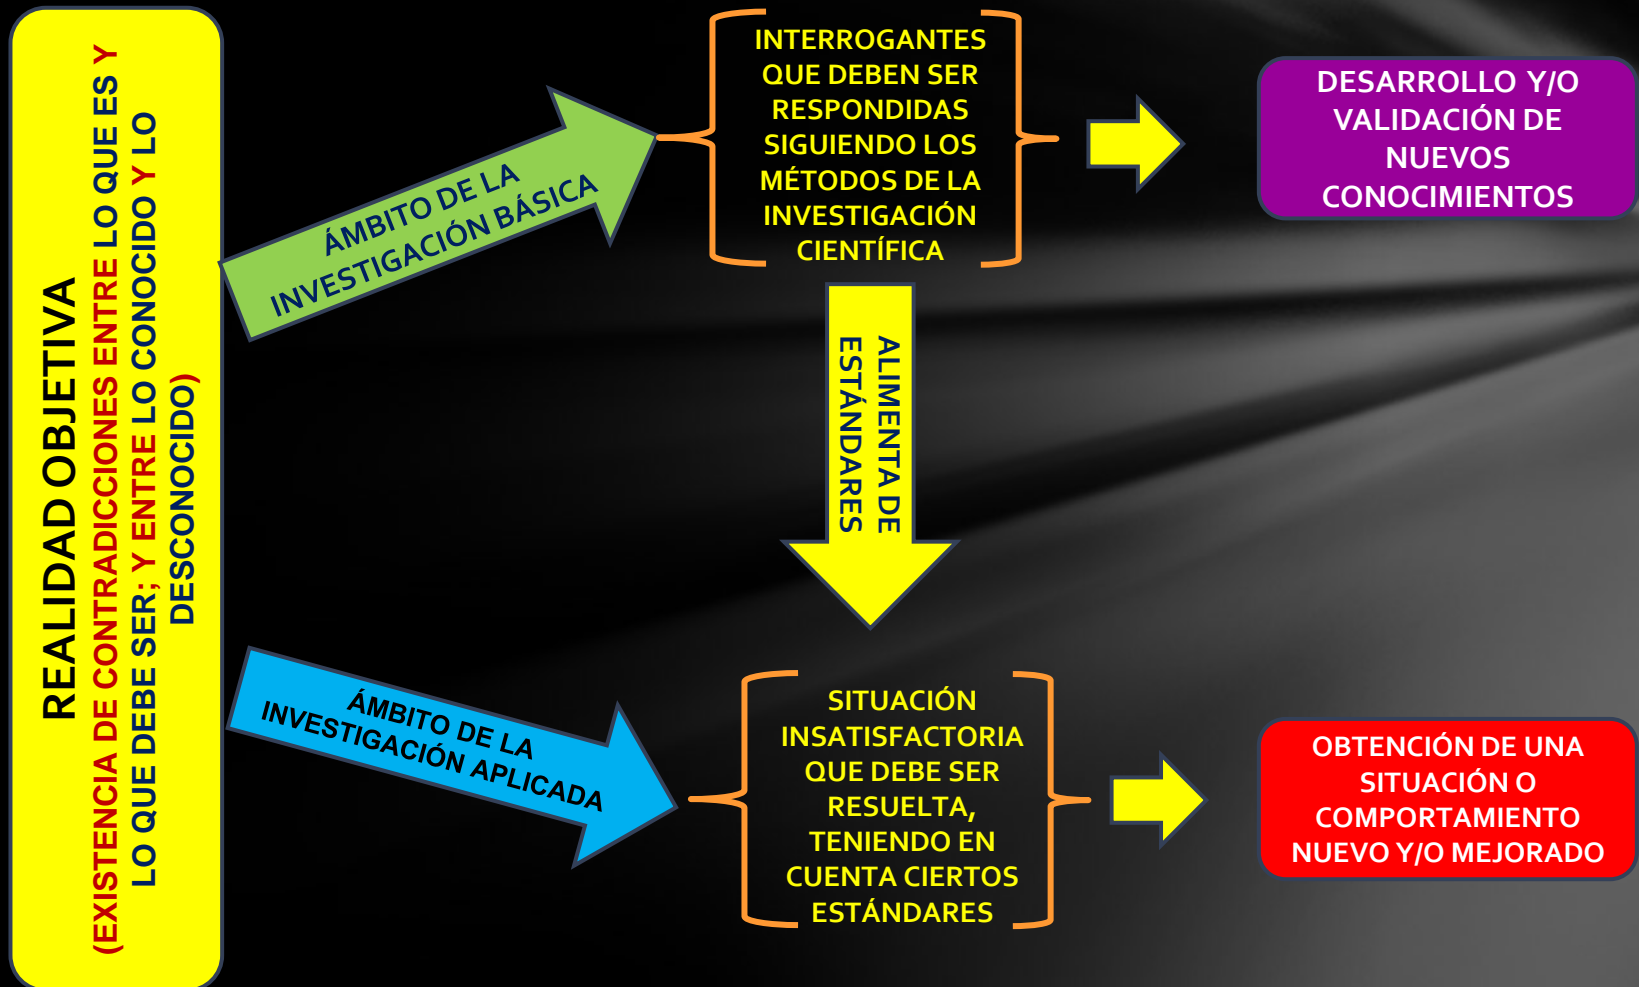 REALIDAD OBJETIVA
(EXISTENCIA DE CONTRADICCIONES ENTRE LO QUE ES Y
LO QUE DEBE SER; Y ENTRE LO CONOCIDO Y LO
DESCONOCIDO)
ÁMBITO DE LA
INVESTIGACIÓN BÁSICA
INTERROGANTES
QUE DEBEN SER
RESPONDIDAS
SIGUIENDO LOS
MÉTODOS DE LA
INVESTIGACIÓN
CIENTÍFICA
DESARROLLO Y/O
VALIDACIÓN DE
NUEVOS
CONOCIMIENTOS
ALIMENTA DE
ESTÁNDARES
ÁMBITO DE LA
INVESTIGACIÓN APLICADA
SITUACIÓN
INSATISFACTORIA
QUE DEBE SER
RESUELTA,
TENIENDO EN
CUENTA CIERTOS
ESTÁNDARES
OBTENCIÓN DE UNA
SITUACIÓN O
COMPORTAMIENTO
NUEVO Y/O MEJORADO